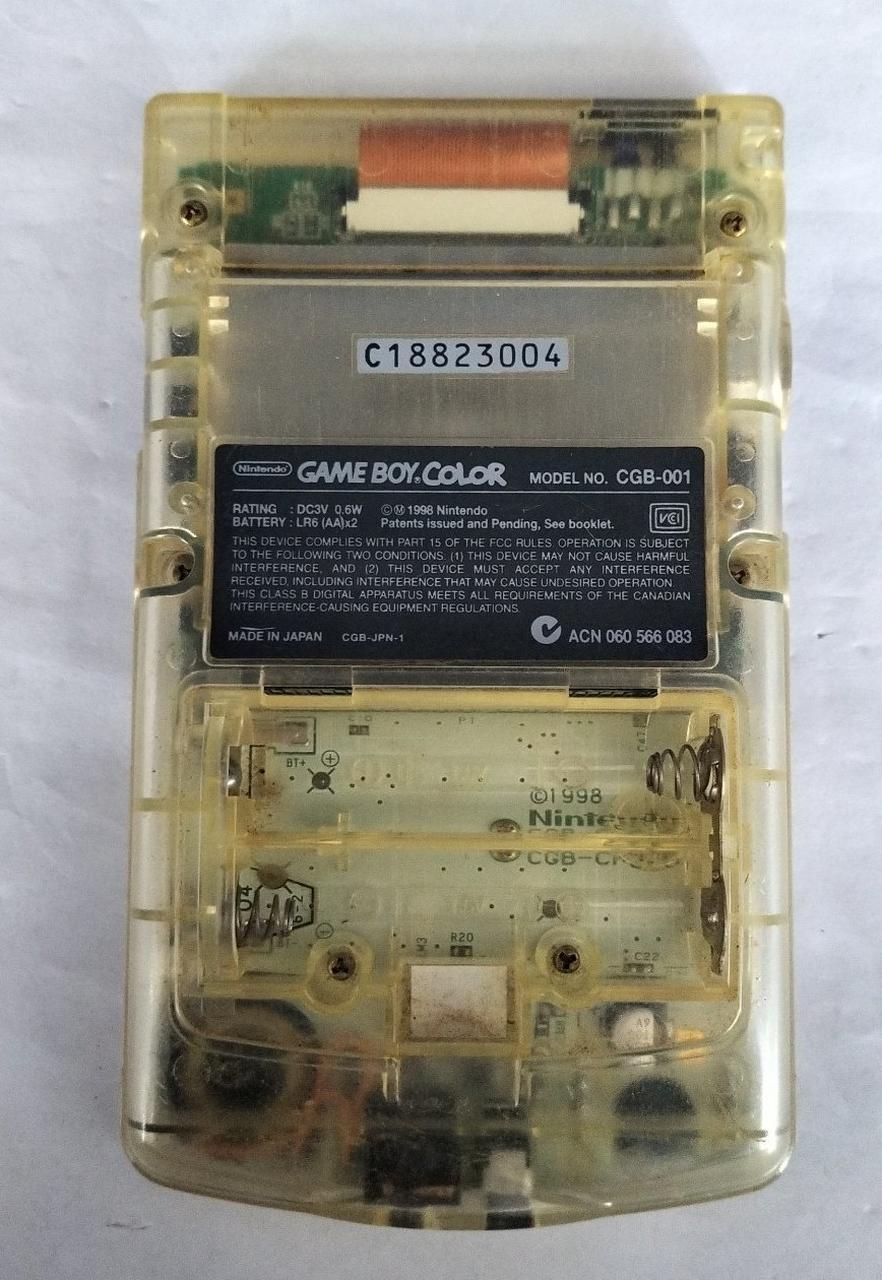 C18823004
Nintendo GAME BOY COLOR MODEL NO. CGB-001
RATING : DC3V 0.6W ©Ⓜ 1998 Nintendo
BATTERY : LR6 (AA)x2 Patents issued and Pending, See booklet. VCI
THIS DEVICE COMPLIES WITH PART 15 OF THE FCC RULES. OPERATION IS SUBJECT
TO THE FOLLOWING TWO CONDITIONS. (1) THIS DEVICE MAY NOT CAUSE HARMFUL
INTERFERENCE, AND (2) THIS DEVICE MUST ACCEPT ANY INTERFERENCE
RECEIVED, INCLUDING INTERFERENCE THAT MAY CAUSE UNDESIRED OPERATION.
THIS CLASS B DIGITAL APPARATUS MEETS ALL REQUIREMENTS OF THE CANADIAN
INTERFERENCE-CAUSING EQUIPMENT REGULATIONS.
MADE IN JAPAN CGB-JPN-1 ACN 060 566 083
P1
BT+
©1998
Nintendo
R20
C22